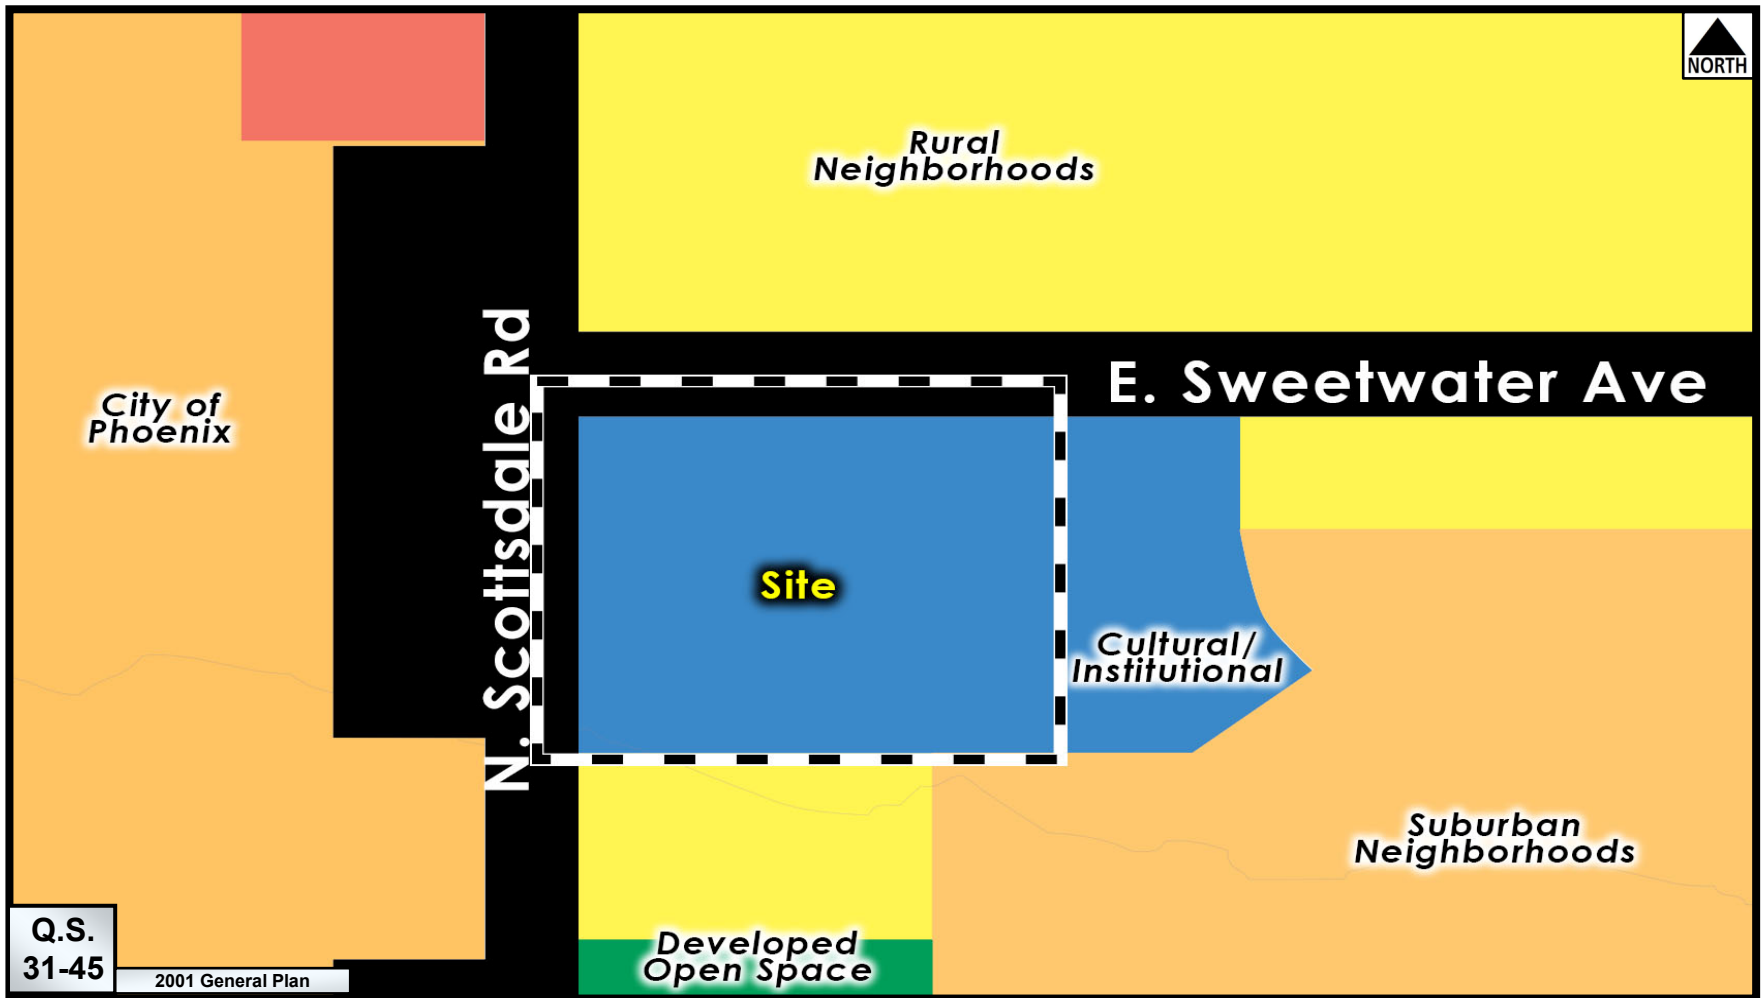 NORTH
Rural
Neighborhoods
N. Scottsdale Rd
E. Sweetwater Ave
City of
Phoenix
Site
Cultural/
Institutional
Suburban
Neighborhoods
Developed
Open Space
Q.S.
31-45
2001 General Plan